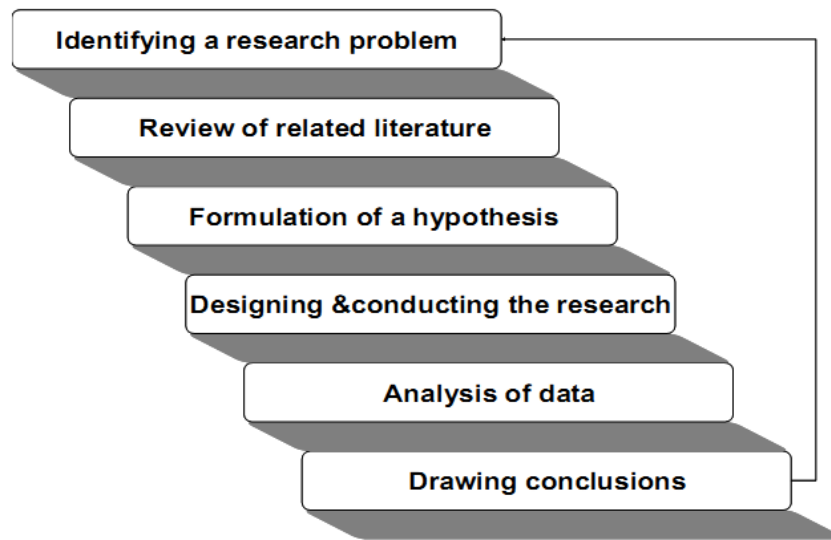 Identifying a research problem
Review of related literature
Formulation of a hypothesis
Designing &conducting the research
Analysis of data
Drawing conclusions